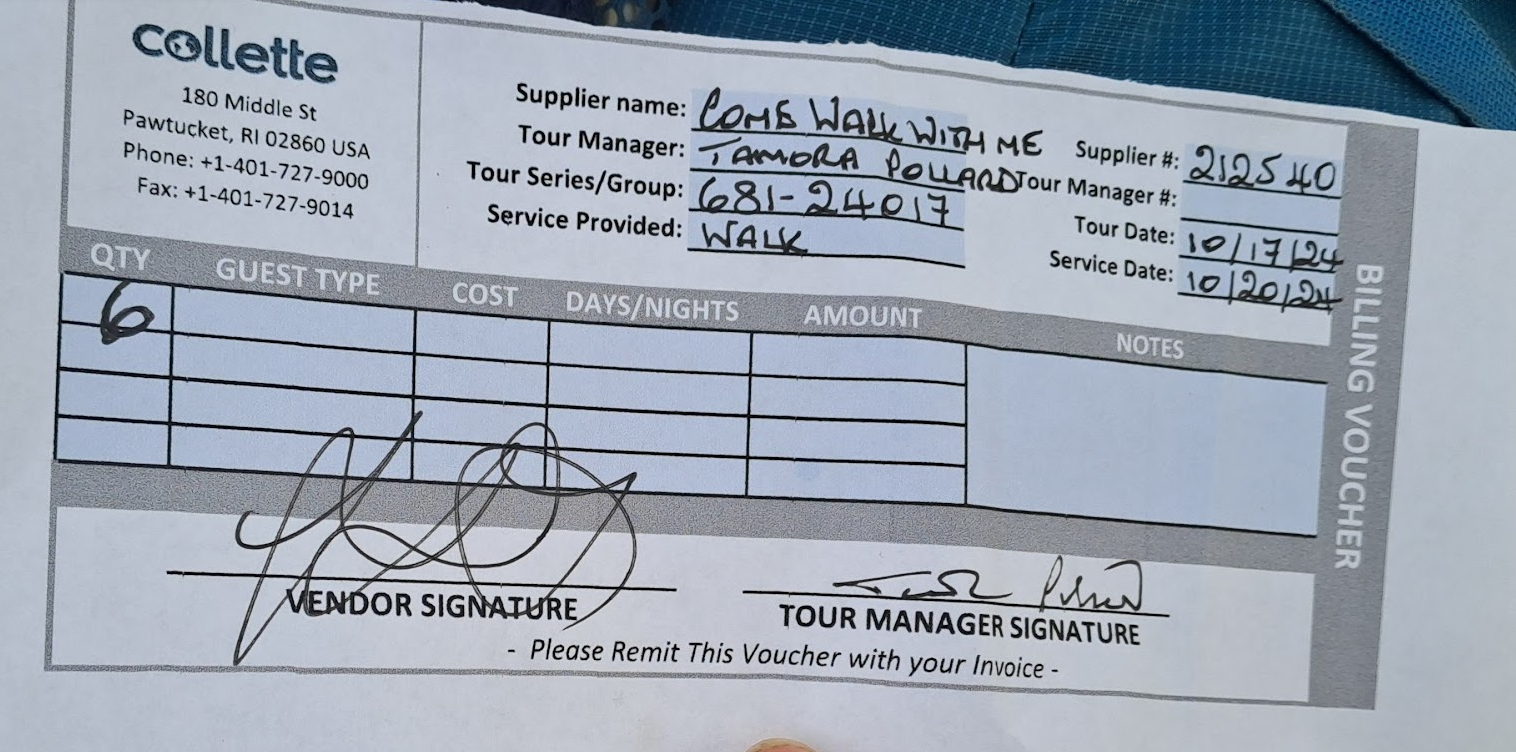 collette
180 Middle St
Pawtucket, RI 02860 USA
Phone: +1-401-727-9000
Fax: +1-401-727-9014
Supplier name: COME WALK WITH ME
Tour Manager: TAMORA POLLARD
Tour Series/Group: 681-24017
Service Provided: WALK
Supplier #: 212540
Tour Manager #:
Tour Date: 10/17/24
Service Date: 10/20/24
BILLING VOUCHER
QTY GUEST TYPE COST DAYS/NIGHTS AMOUNT NOTES
6
VENDOR SIGNATURE
TOUR MANAGER SIGNATURE
- Please Remit This Voucher with your Invoice -